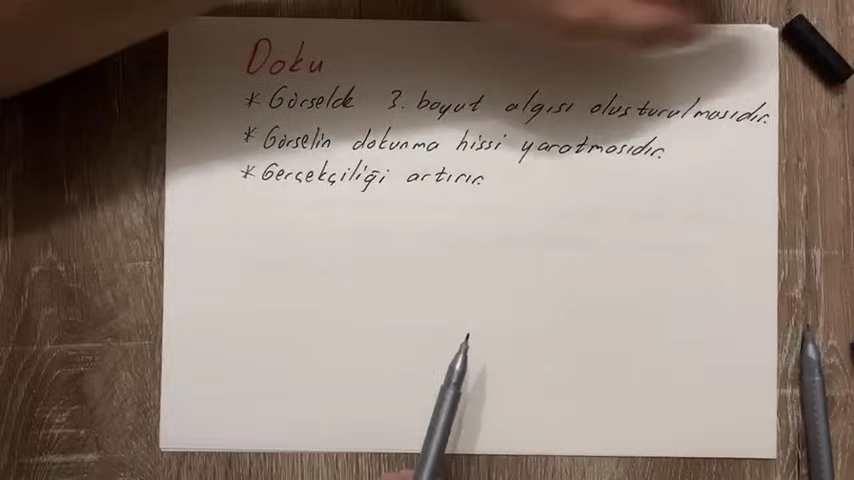 Doku
* Görselde 3. boyut algısı oluşturulmasıdır.
* Görselin dokunma hissi yaratmasıdır.
* Gerçekçiliği artırır.